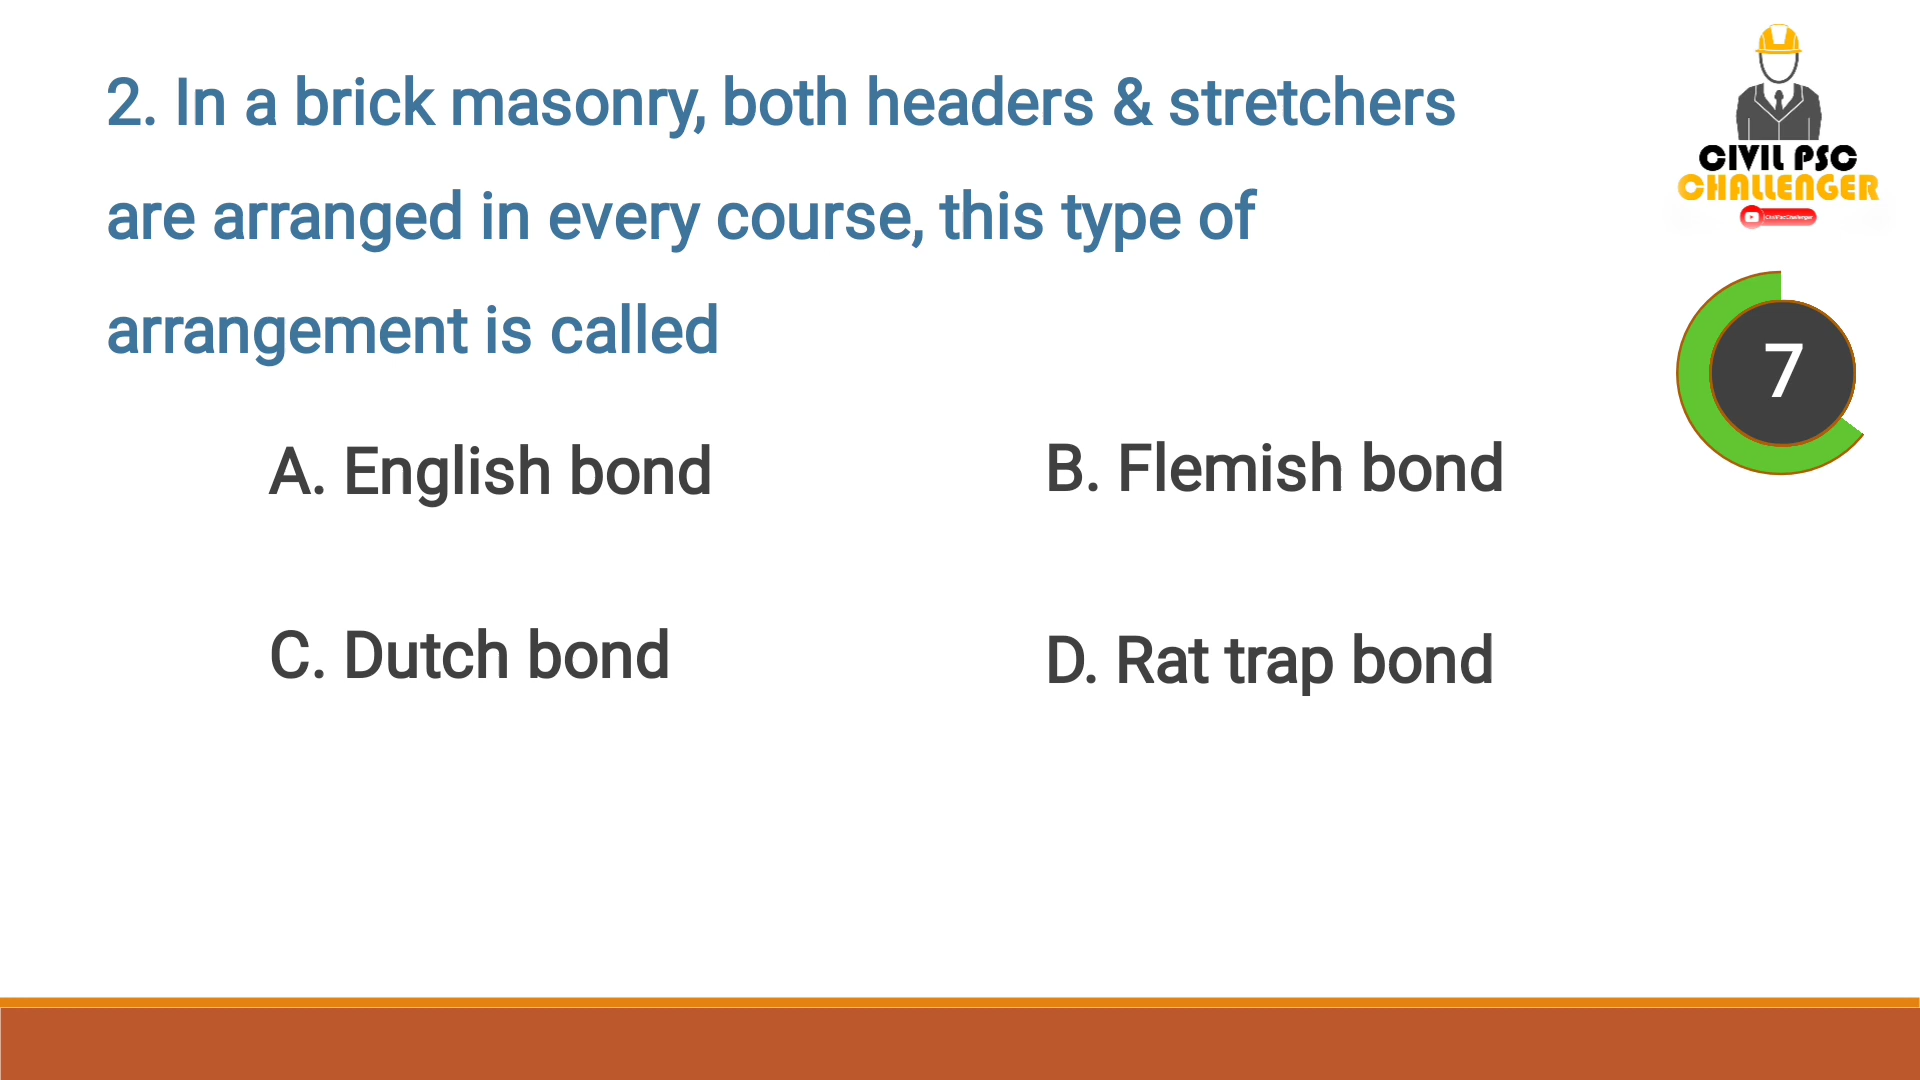 2. In a brick masonry, both headers & stretchers
are arranged in every course, this type of
arrangement is called
A. English bond
B. Flemish bond
C. Dutch bond
D. Rat trap bond
CIVIL PSC
CHALLENGER
7